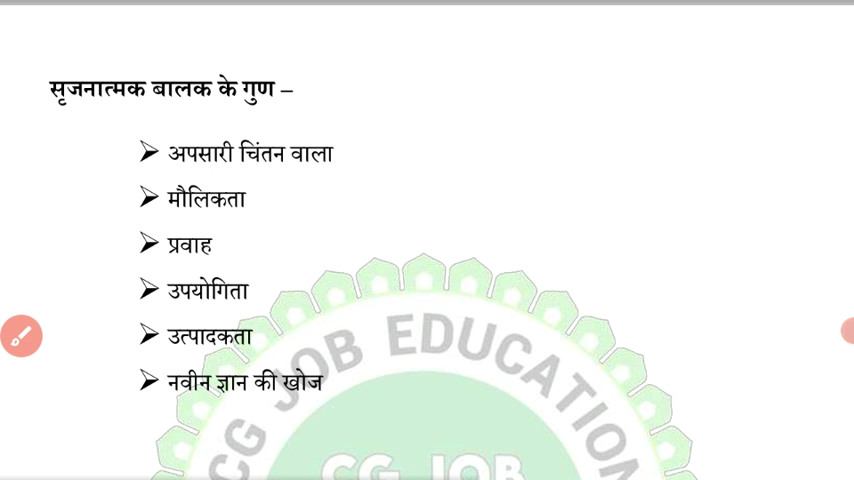 सृजनात्मक बालक के गुण –
➢ अपसारी चिंतन वाला
➢ मौलिकता
➢ प्रवाह
➢ उपयोगिता
➢ उत्पादकता
➢ नवीन ज्ञान की खोज
CG JOB EDUCATION
CG JOB